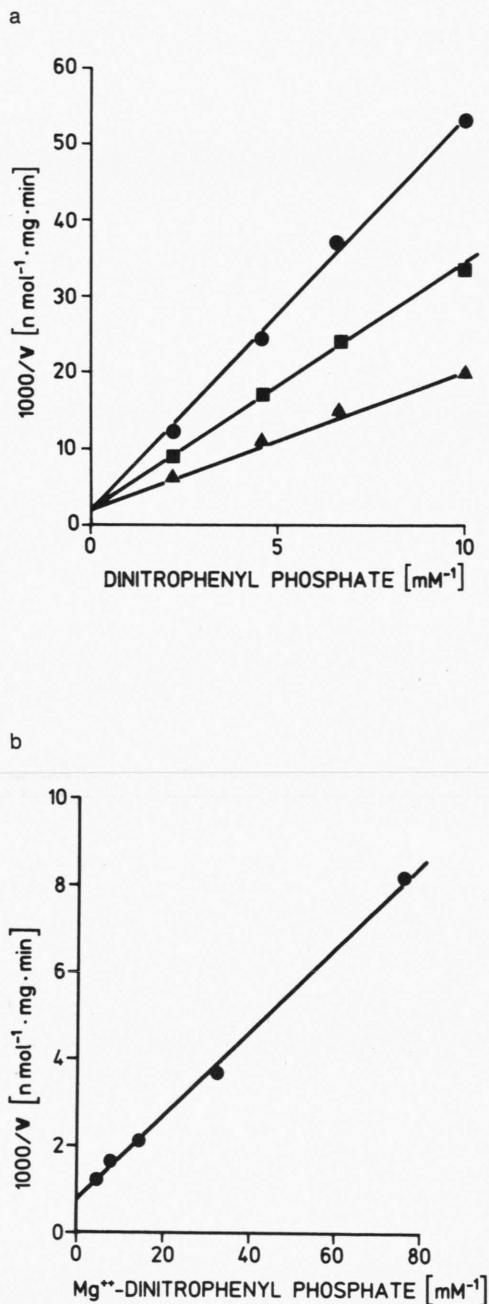 a
60
50
40
30
20
10
0
1000/v [n mol⁻¹·mg·min]
0 5 10
DINITROPHENYL PHOSPHATE [mM⁻¹]
b
10
8
6
4
2
0
1000/v [n mol⁻¹·mg·min]
0 20 40 60 80
Mg⁺⁺-DINITROPHENYL PHOSPHATE [mM⁻¹]